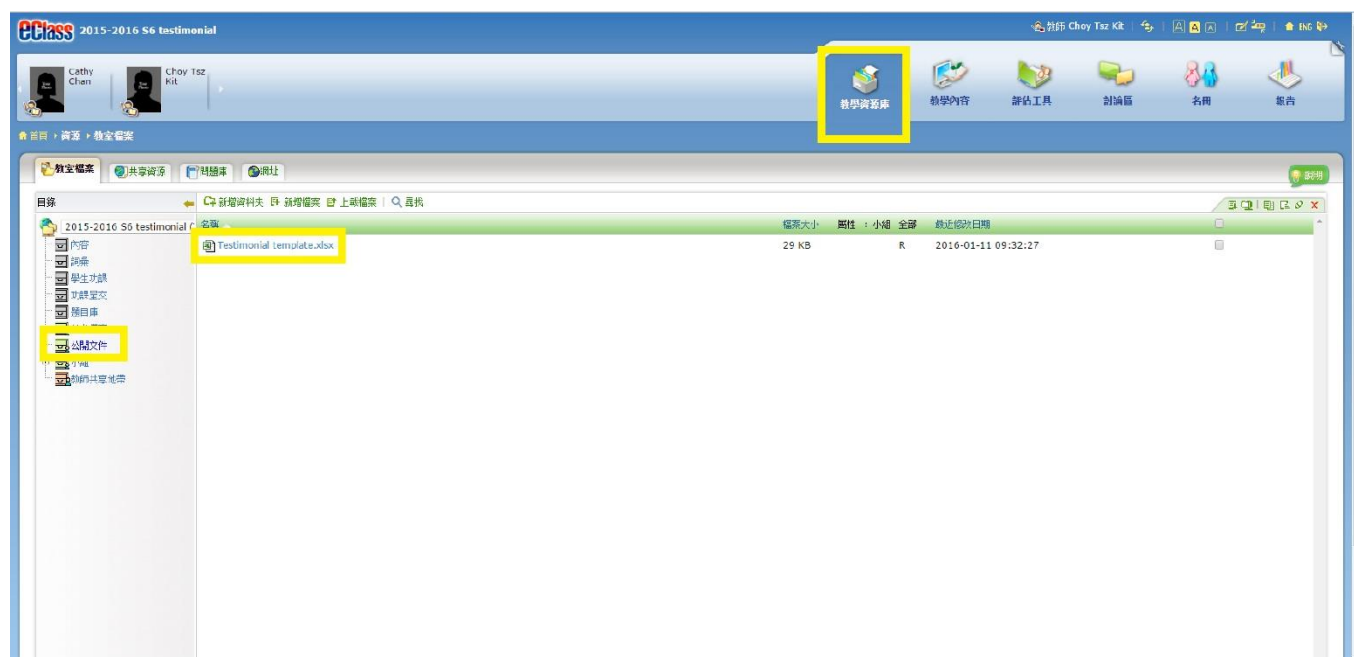 eClass 2015-2016 S6 testimonial
教師 Choy Tsz Kit
A A A
ENG
Cathy Chan
Choy Tsz Kit
教學資源庫
教學內容
評估工具
討論區
名冊
報告
首頁 資源 教室檔案
教室檔案
共享資源
問題庫
網址
說明
目錄
新增資料夾 新增檔案 上載檔案 尋找
2015-2016 S6 testimonial (
名稱
檔案大小
屬性 : 小組 全部
最近修改日期
Testimonial template.xlsx
29 KB
R
2016-01-11 09:32:27
內容
詞彙
學生功課
功課呈交
題目庫
公開文件
小組
教師共享地帶